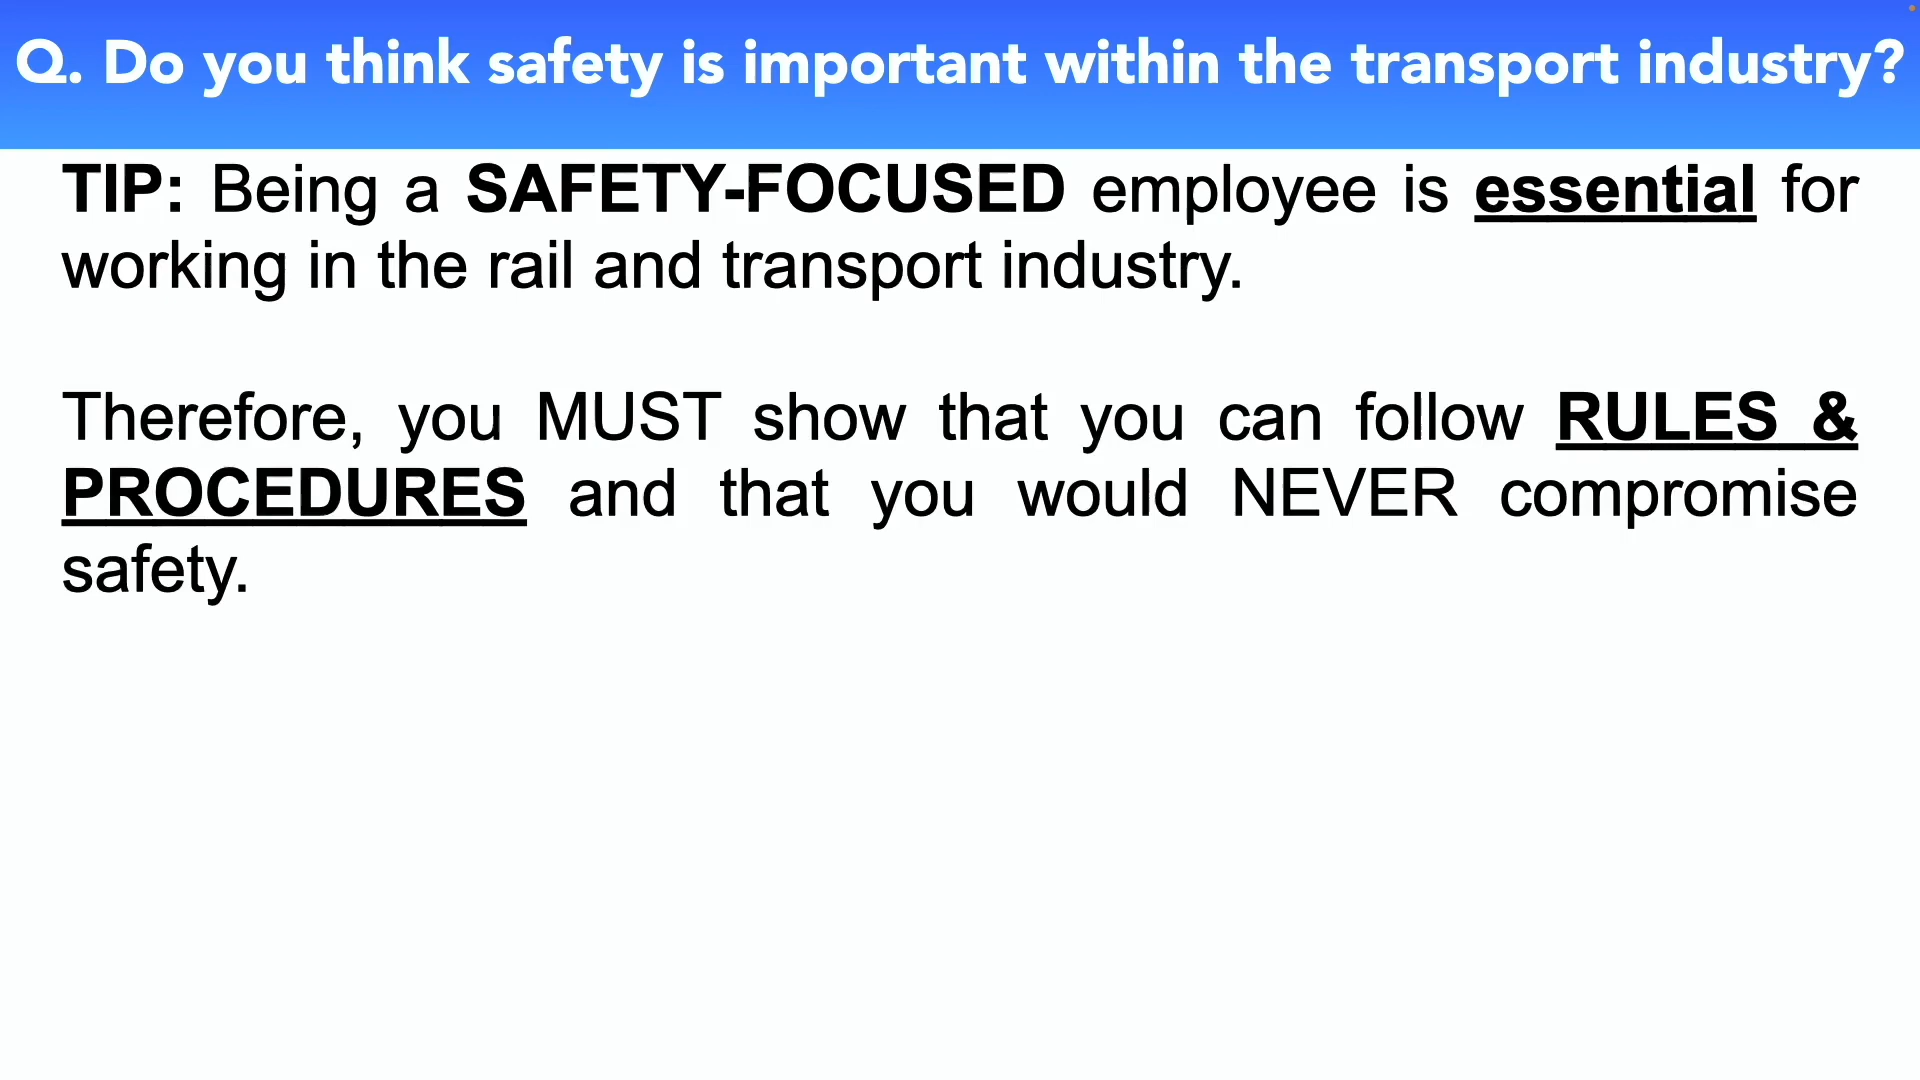 Q. Do you think safety is important within the transport industry?
TIP: Being a SAFETY-FOCUSED employee is essential for
working in the rail and transport industry.
Therefore, you MUST show that you can follow RULES &
PROCEDURES and that you would NEVER compromise
safety.